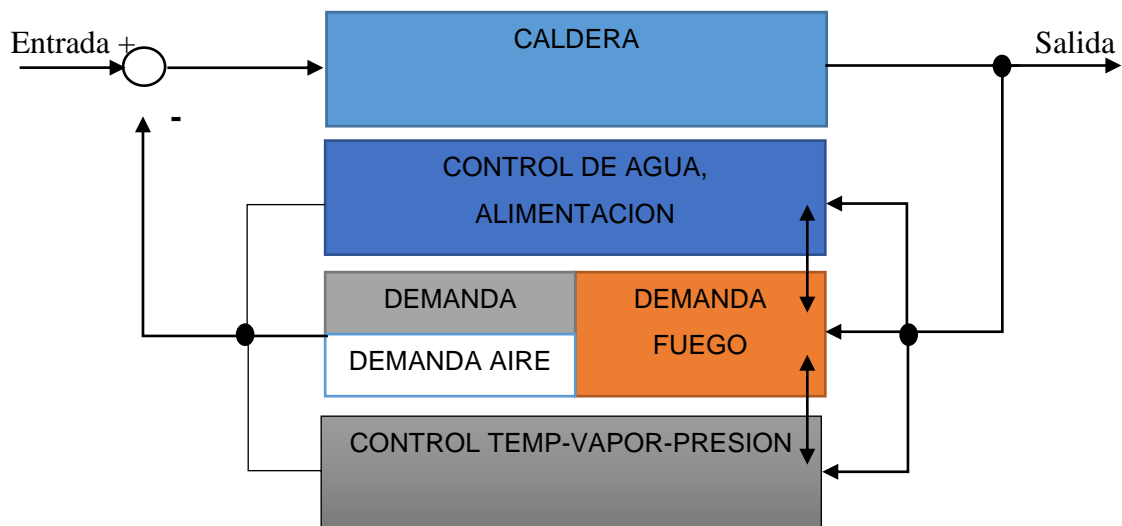 Entrada +
CALDERA
Salida
-
CONTROL DE AGUA,
ALIMENTACION
DEMANDA
DEMANDA AIRE
DEMANDA
FUEGO
CONTROL TEMP-VAPOR-PRESION